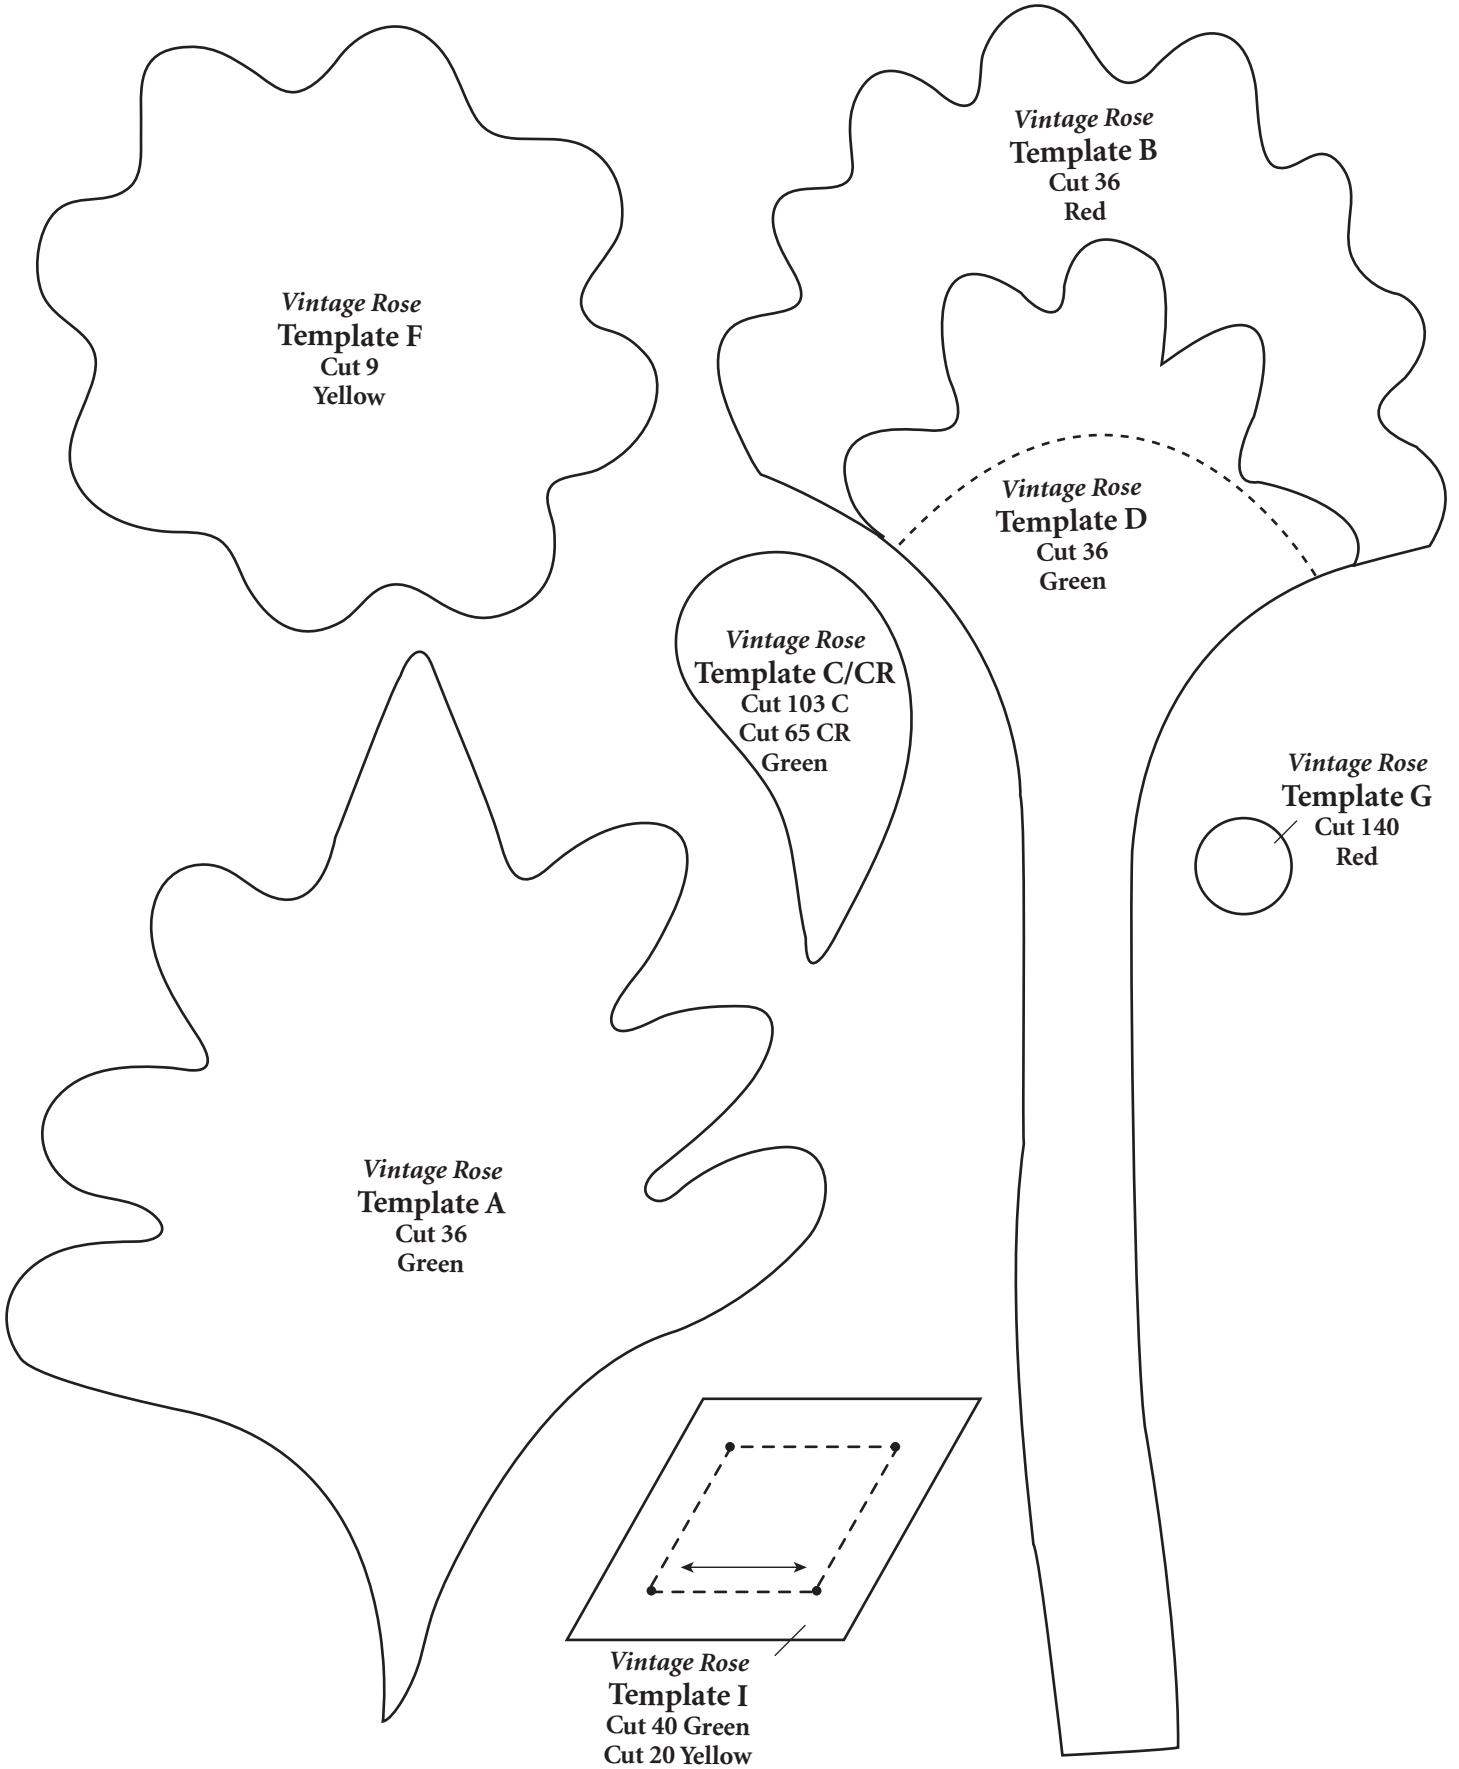 Vintage Rose
Template F
Cut 9
Yellow
Vintage Rose
Template B
Cut 36
Red
Vintage Rose
Template D
Cut 36
Green
Vintage Rose
Template C/CR
Cut 103 C
Cut 65 CR
Green
Vintage Rose
Template G
Cut 140
Red
Vintage Rose
Template A
Cut 36
Green
Vintage Rose
Template I
Cut 40 Green
Cut 20 Yellow